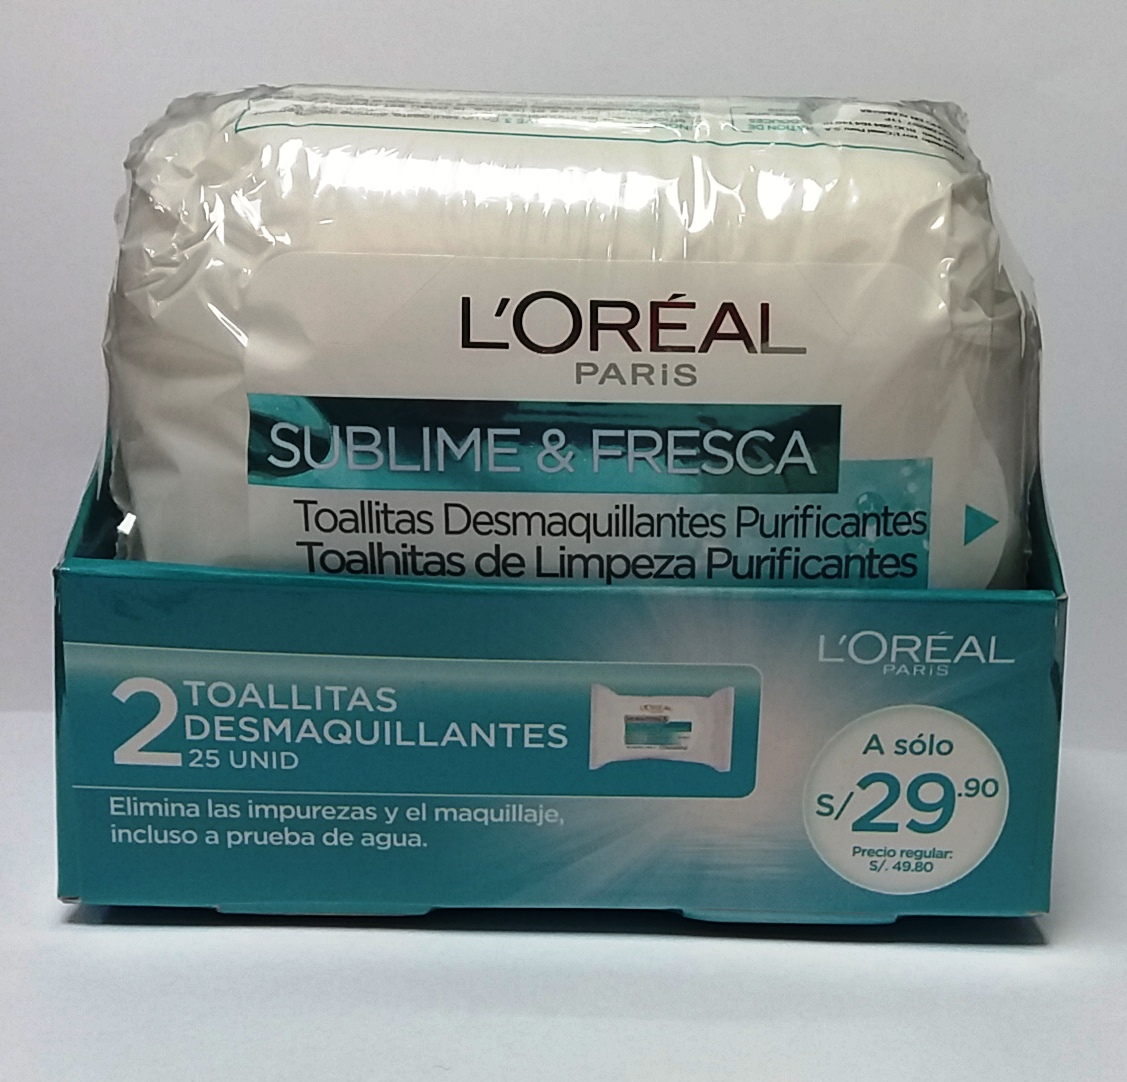 L'ORÉAL
PARIS
SUBLIME & FRESCA
Toallitas Desmaquillantes Purificantes
Toalhitas de Limpeza Purificantes
L'ORÉAL
PARIS
2 TOALLITAS
DESMAQUILLANTES
25 UNID
Elimina las impurezas y el maquillaje,
incluso a prueba de agua.
A sólo
S/29.90
Precio regular:
S/. 49.80